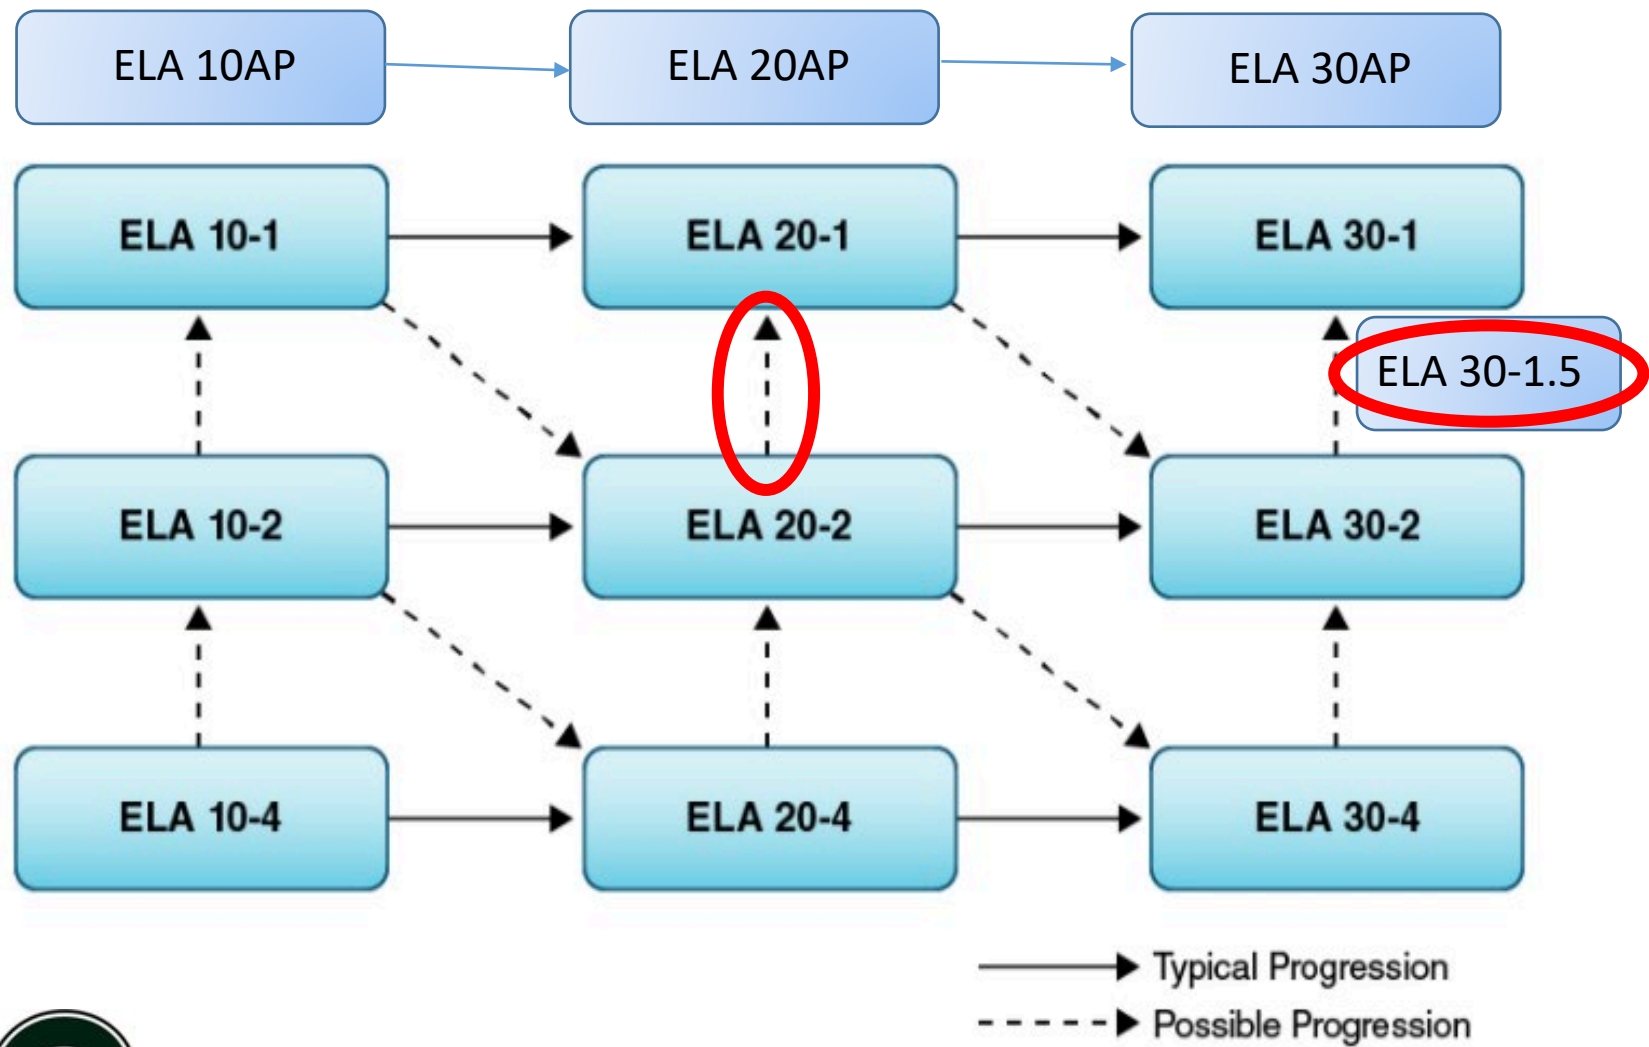 ELA 10AP
ELA 20AP
ELA 30AP
ELA 10-1
ELA 20-1
ELA 30-1
ELA 30-1.5
ELA 10-2
ELA 20-2
ELA 30-2
ELA 10-4
ELA 20-4
ELA 30-4
Typical Progression
Possible Progression